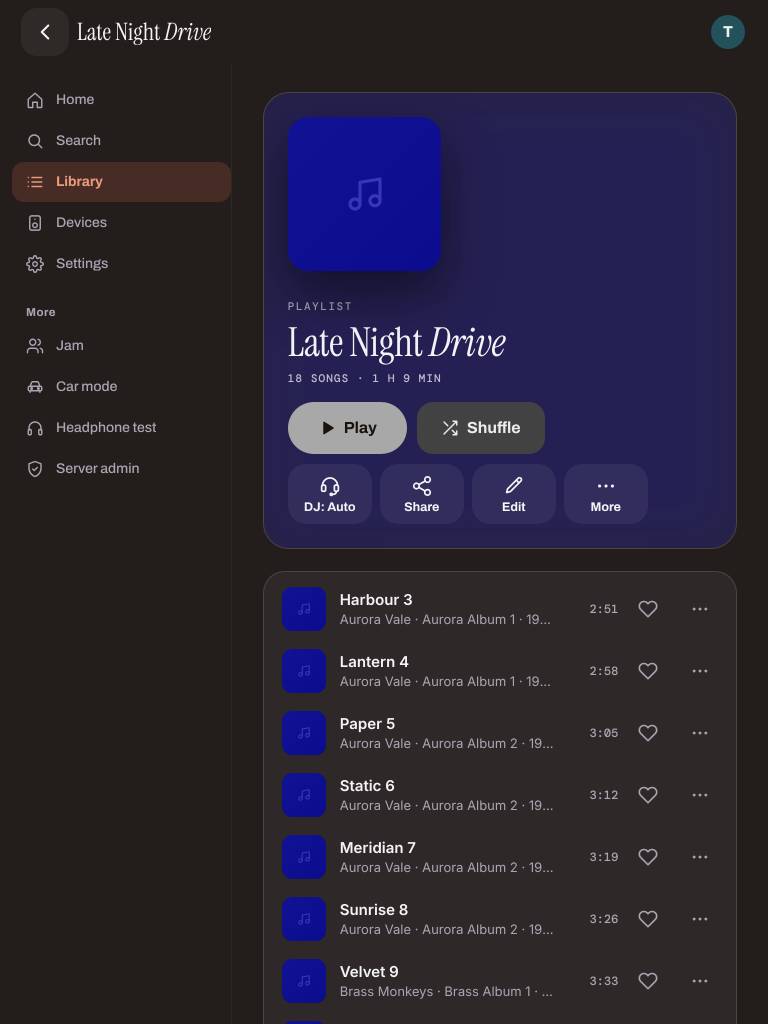 Late Night Drive
T
Home
Search
Library
Devices
Settings
More
Jam
Car mode
Headphone test
Server admin
PLAYLIST
Late Night Drive
18 SONGS · 1 H 9 MIN
Play
Shuffle
DJ: Auto
Share
Edit
More
Harbour 3
Aurora Vale · Aurora Album 1 · 19...
2:51
Lantern 4
Aurora Vale · Aurora Album 1 · 19...
2:58
Paper 5
Aurora Vale · Aurora Album 2 · 19...
3:05
Static 6
Aurora Vale · Aurora Album 2 · 19...
3:12
Meridian 7
Aurora Vale · Aurora Album 2 · 19...
3:19
Sunrise 8
Aurora Vale · Aurora Album 2 · 19...
3:26
Velvet 9
Brass Monkeys · Brass Album 1 · ...
3:33